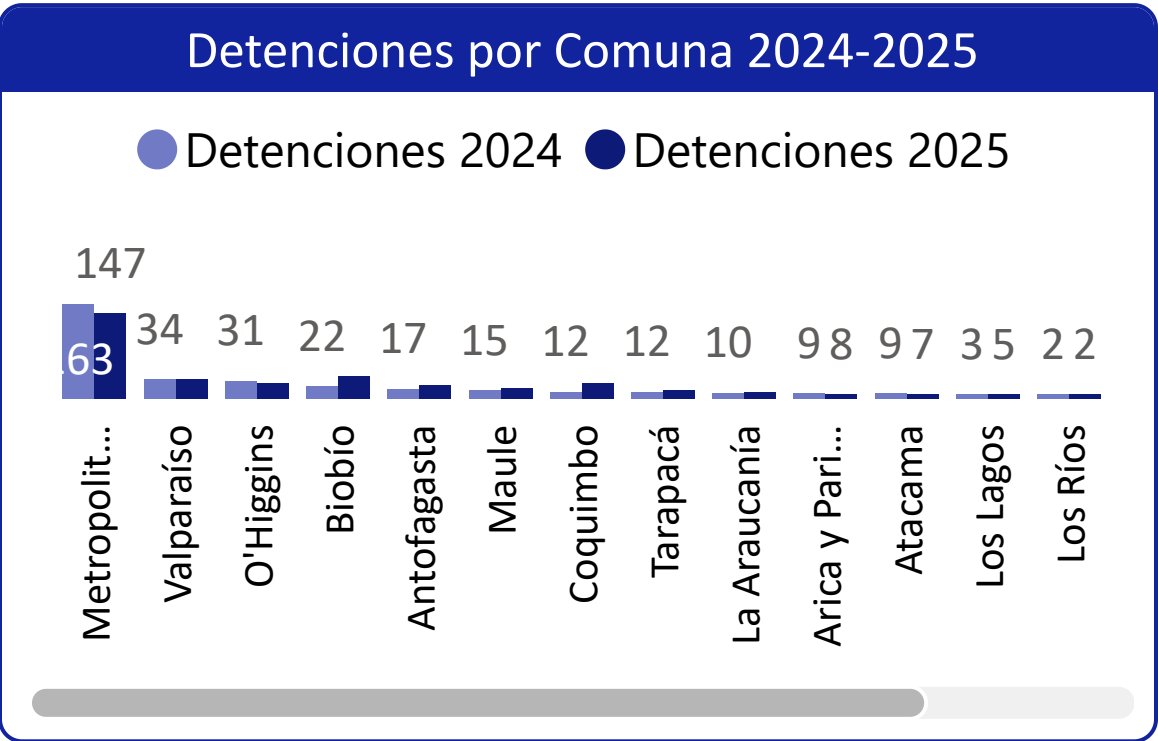 Detenciones por Comuna 2024-2025
Detenciones 2024 Detenciones 2025
147
34 31 22 17 15 12 12 10 9 8 9 7 3 5 2 2
63
Metropolit...
Valparaíso
O'Higgins
Biobío
Antofagasta
Maule
Coquimbo
Tarapacá
La Araucanía
Arica y Pari...
Atacama
Los Lagos
Los Ríos